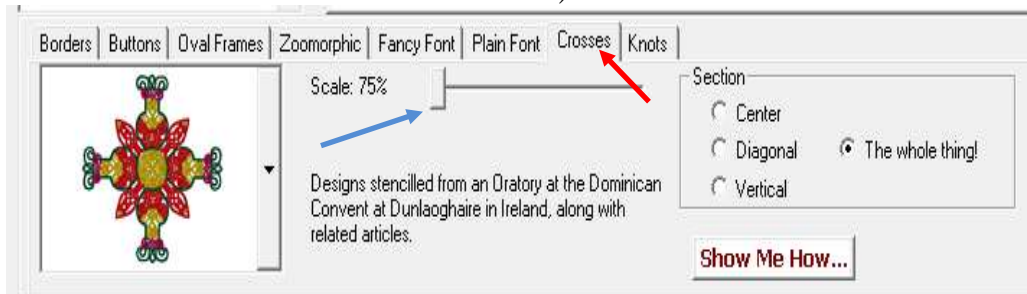 Borders Buttons Oval Frames Zoomorphic Fancy Font Plain Font Crosses Knots
Scale: 75%
Designs stencilled from an Oratory at the Dominican
Convent at Dunlaoghaire in Ireland, along with
related articles.
Section
Center
Diagonal The whole thing!
Vertical
Show Me How...